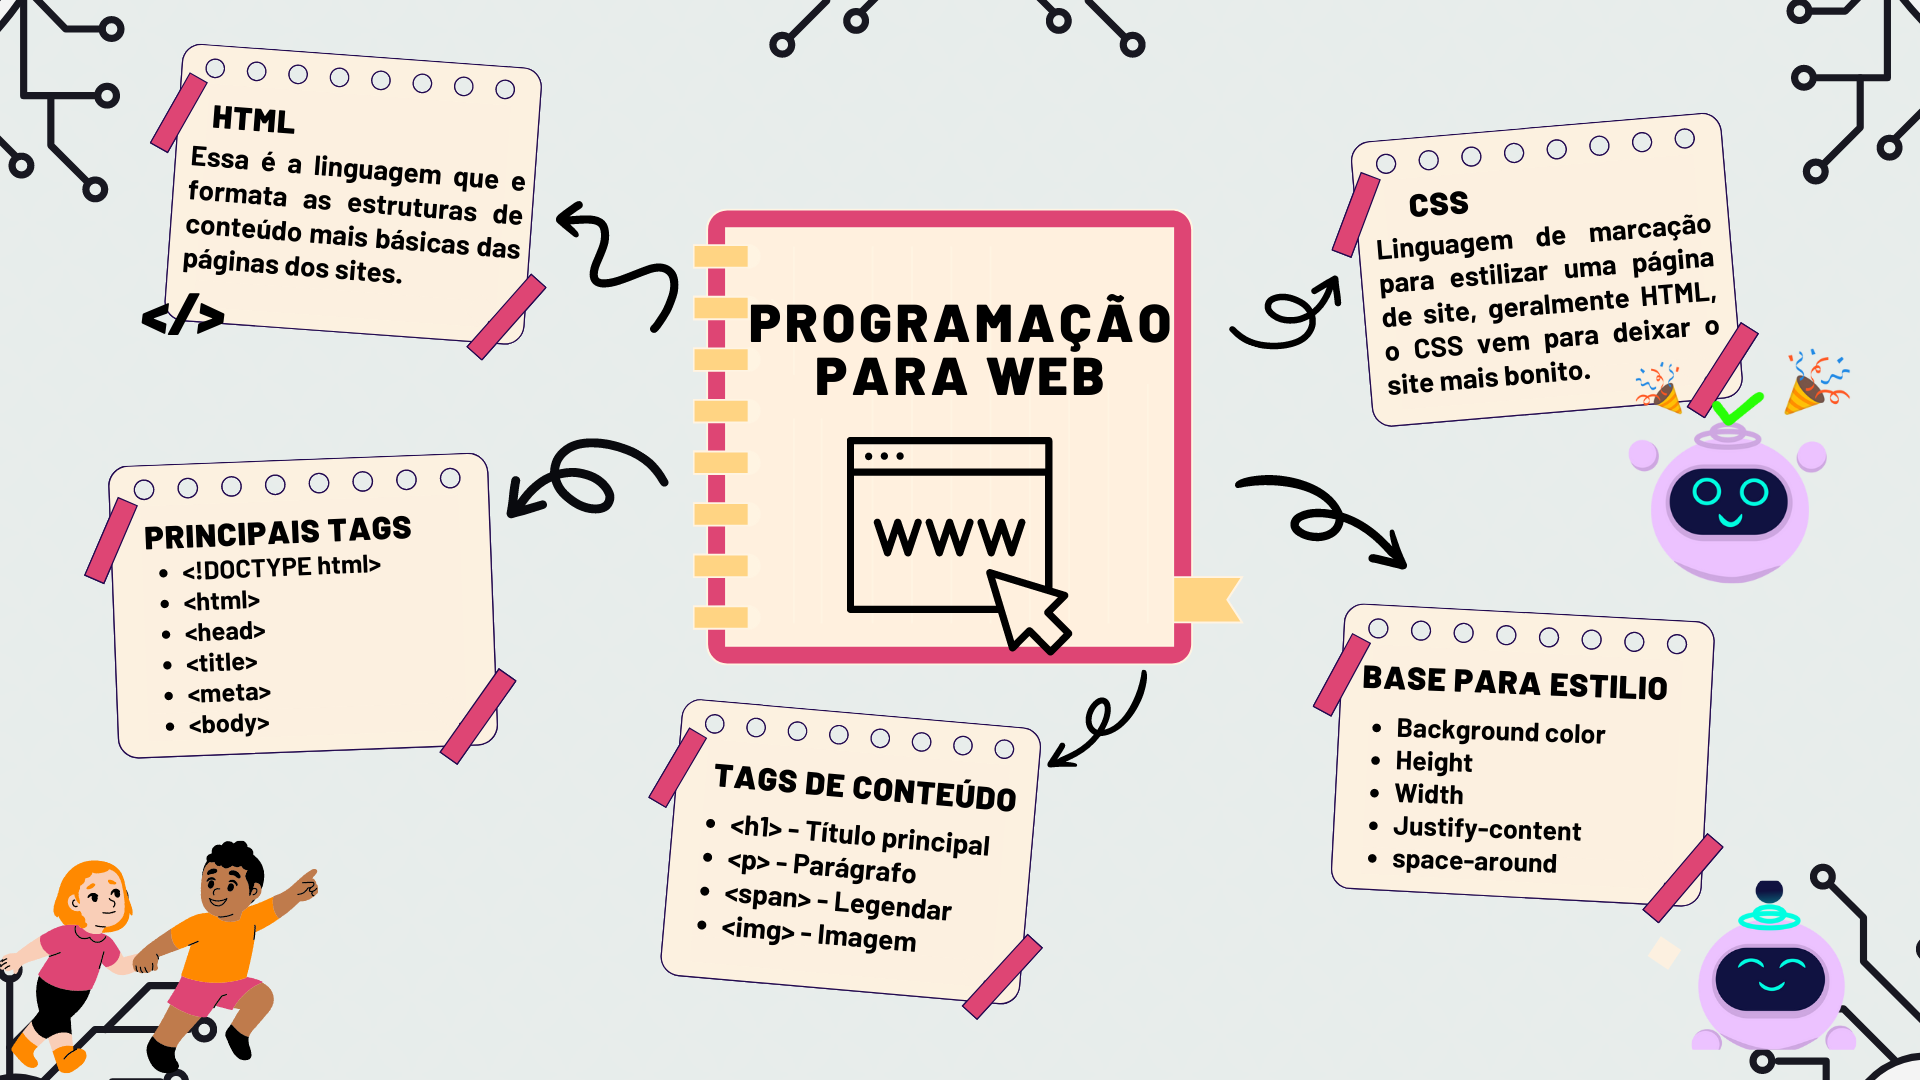 HTML
Essa é a linguagem que e
formata as estruturas de
conteúdo mais básicas das
páginas dos sites.
</>
PROGRAMAÇÃO
PARA WEB
WWW
CSS
Linguagem de marcação
para estilizar uma página
de site, geralmente HTML,
o CSS vem para deixar o
site mais bonito.
PRINCIPAIS TAGS
• <!DOCTYPE html>
• <html>
• <head>
• <title>
• <meta>
• <body>
TAGS DE CONTEÚDO
• <h1> - Título principal
• <p> - Parágrafo
• <span> - Legendar
• <img> - Imagem
BASE PARA ESTILIO
• Background color
• Height
• Width
• Justify-content
• space-around